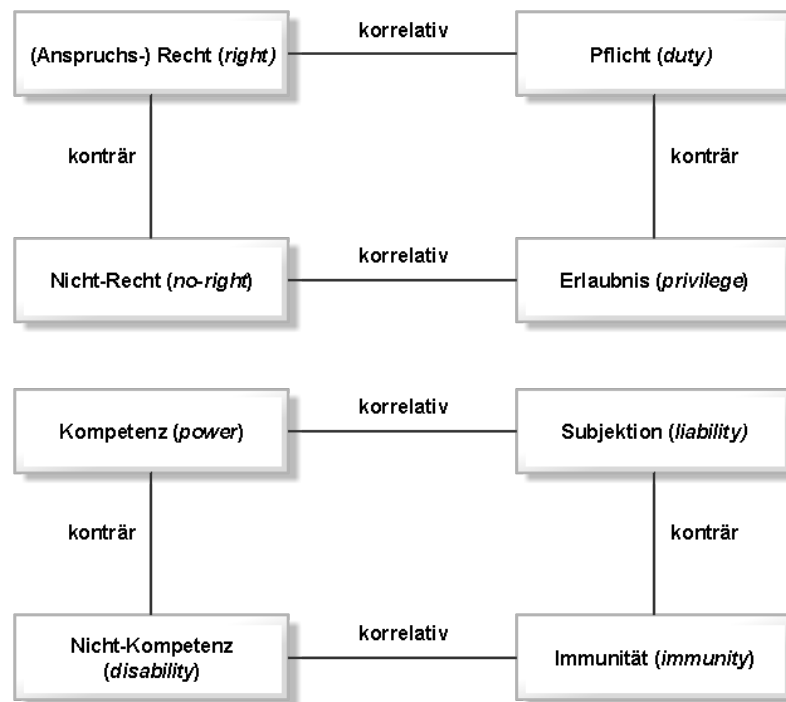 korrelativ
(Anspruchs-) Recht (right)
Pflicht (duty)
konträr
konträr
korrelativ
Nicht-Recht (no-right)
Erlaubnis (privilege)
korrelativ
Kompetenz (power)
Subjektion (liability)
konträr
konträr
korrelativ
Nicht-Kompetenz
(disability)
Immunität (immunity)